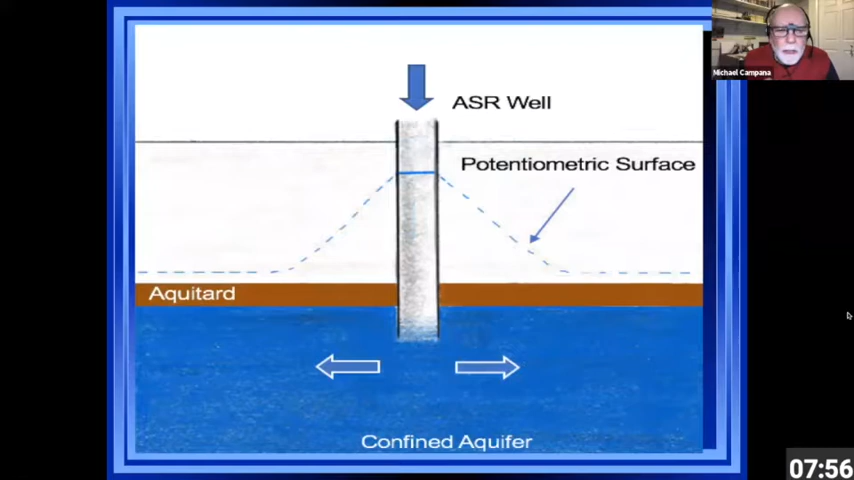 Michael Campana
ASR Well
Potentiometric Surface
Aquitard
Confined Aquifer
07:56